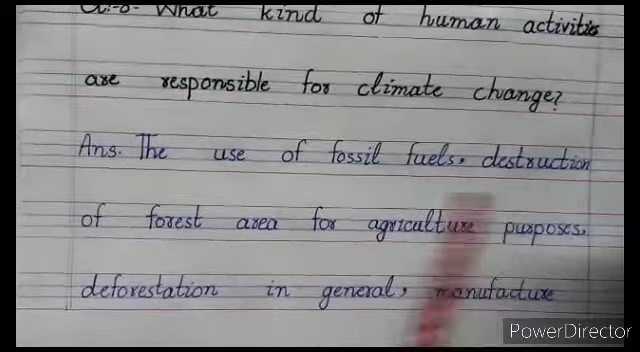 Q.-8- What kind of human activities
are responsible for climate change?
Ans. The use of fossil fuels, destruction
of forest area for agriculture purposes,
deforestation in general, manufacture
PowerDirector